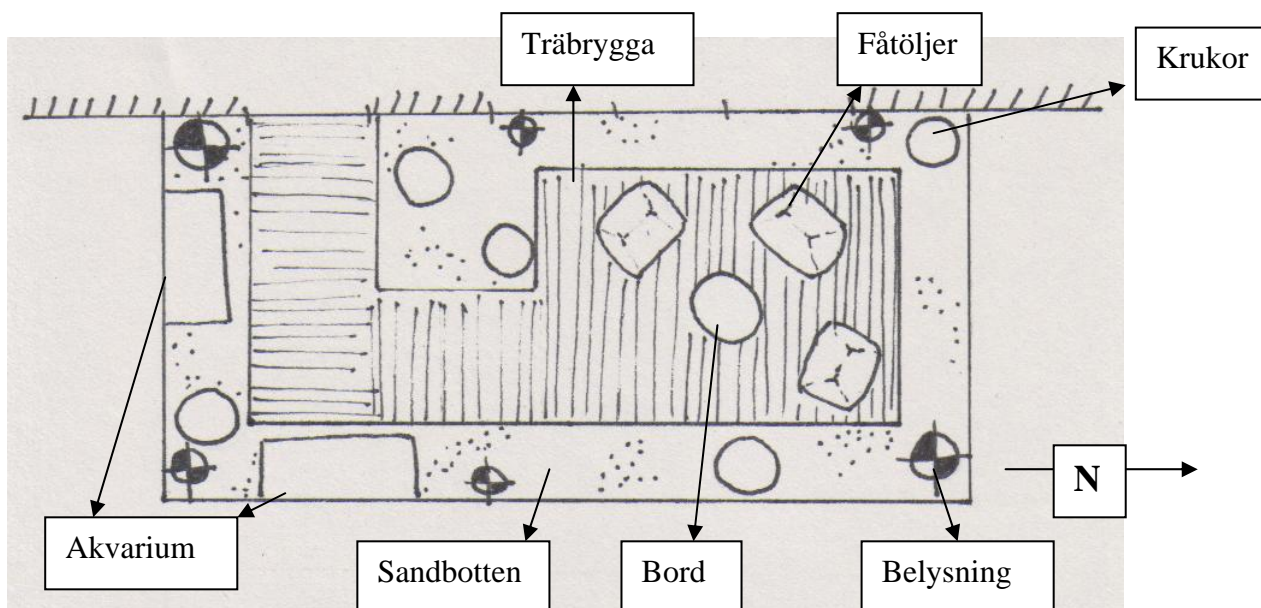 Träbrygga
Fåtöljer
Krukor
N
Akvarium
Sandbotten
Bord
Belysning